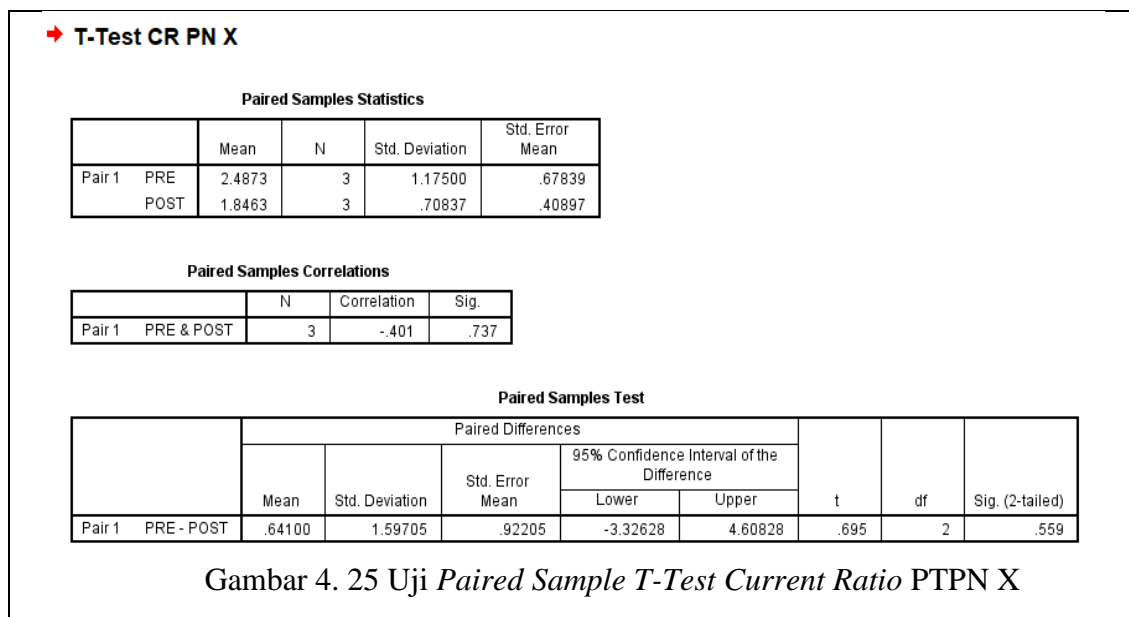 T-Test CR PN X
Paired Samples Statistics
Mean N Std. Deviation Std. Error Mean
Pair 1 PRE 2.4873 3 1.17500 .67839
POST 1.8463 3 .70837 .40897
Paired Samples Correlations
N Correlation Sig.
Pair 1 PRE & POST 3 -.401 .737
Paired Samples Test
Paired Differences
95% Confidence Interval of the Difference
Mean Std. Deviation Std. Error Mean Lower Upper t df Sig. (2-tailed)
Pair 1 PRE - POST .64100 1.59705 .92205 -3.32628 4.60828 .695 2 .559
Gambar 4. 25 Uji Paired Sample T-Test Current Ratio PTPN X